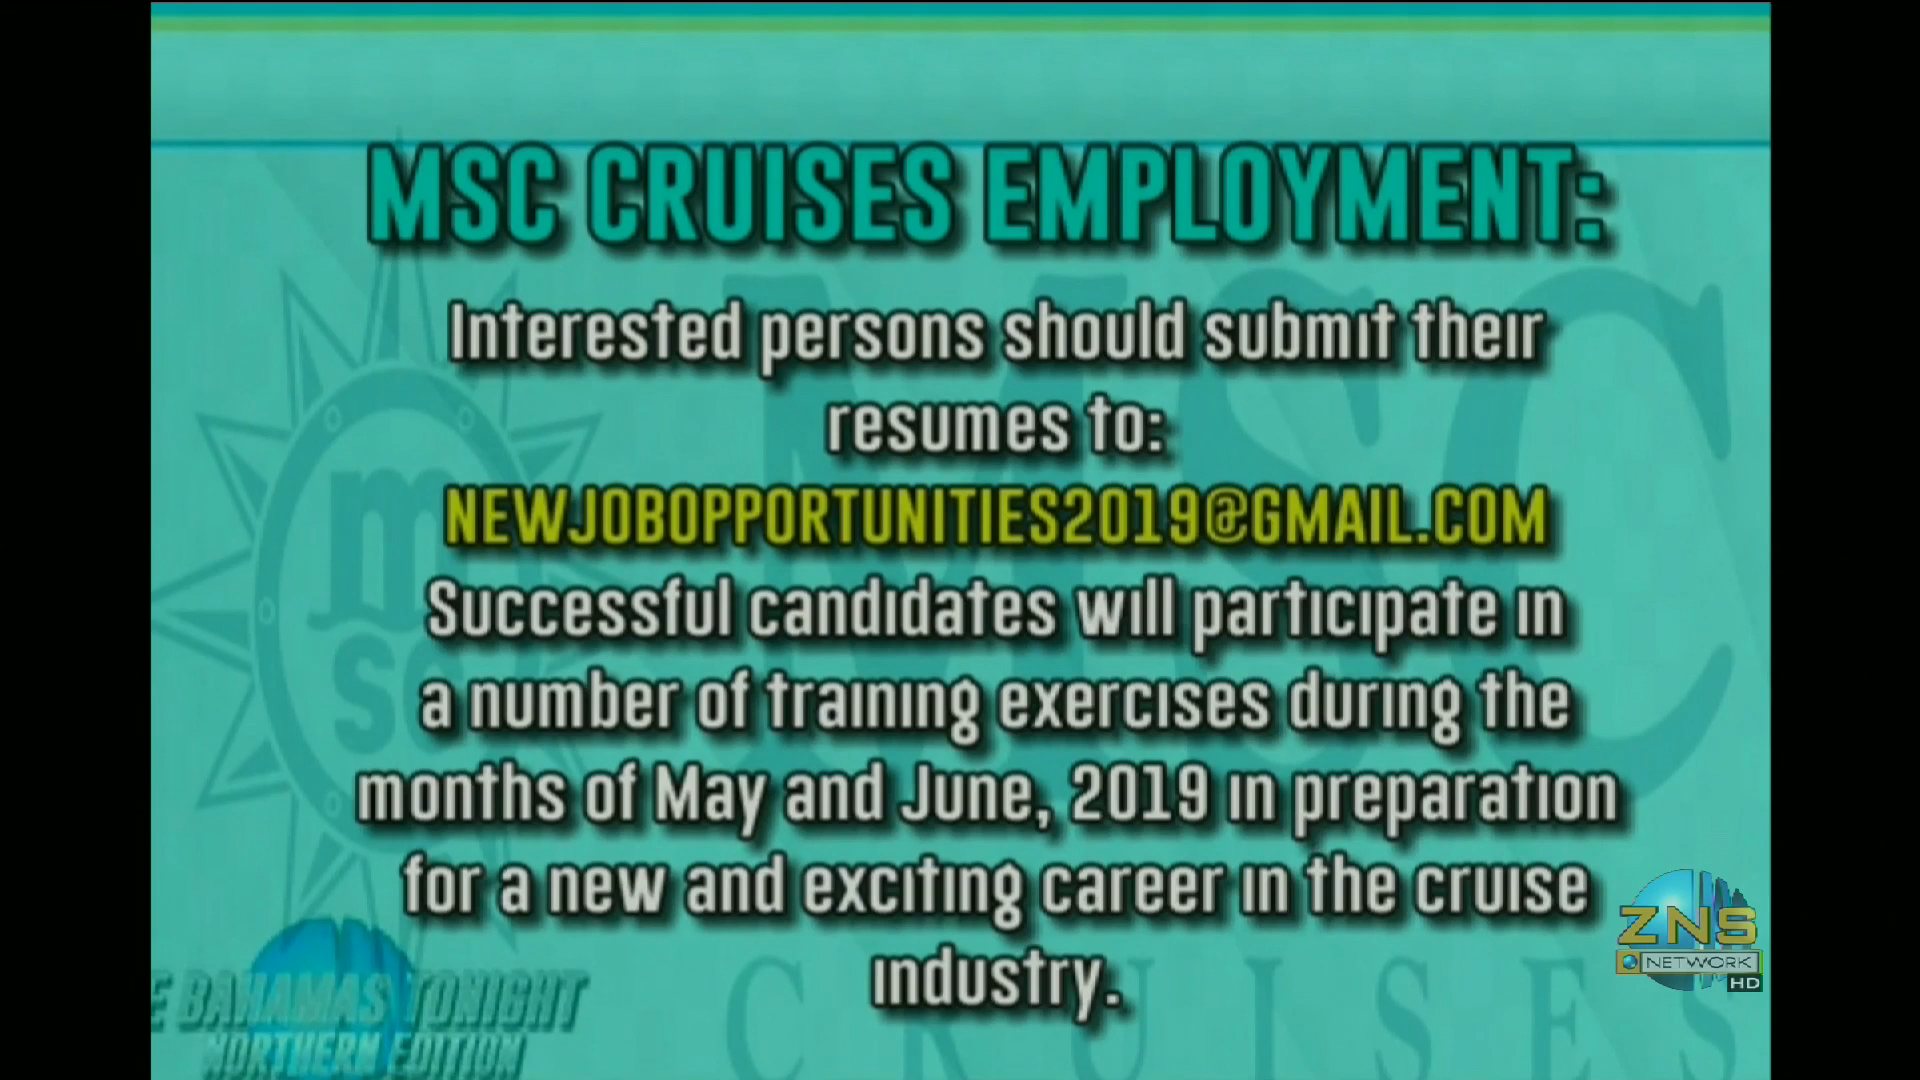 MSC CRUISES EMPLOYMENT:
Interested persons should submit their
resumes to:
NEWJOBOPPORTUNITIES2019@GMAIL.COM
Successful candidates will participate in
a number of training exercises during the
months of May and June, 2019 in preparation
for a new and exciting career in the cruise
industry.
msc
MSC
CRUISES
E BAHAMAS TONIGHT
NORTHERN EDITION
ZNS
NETWORK
HD